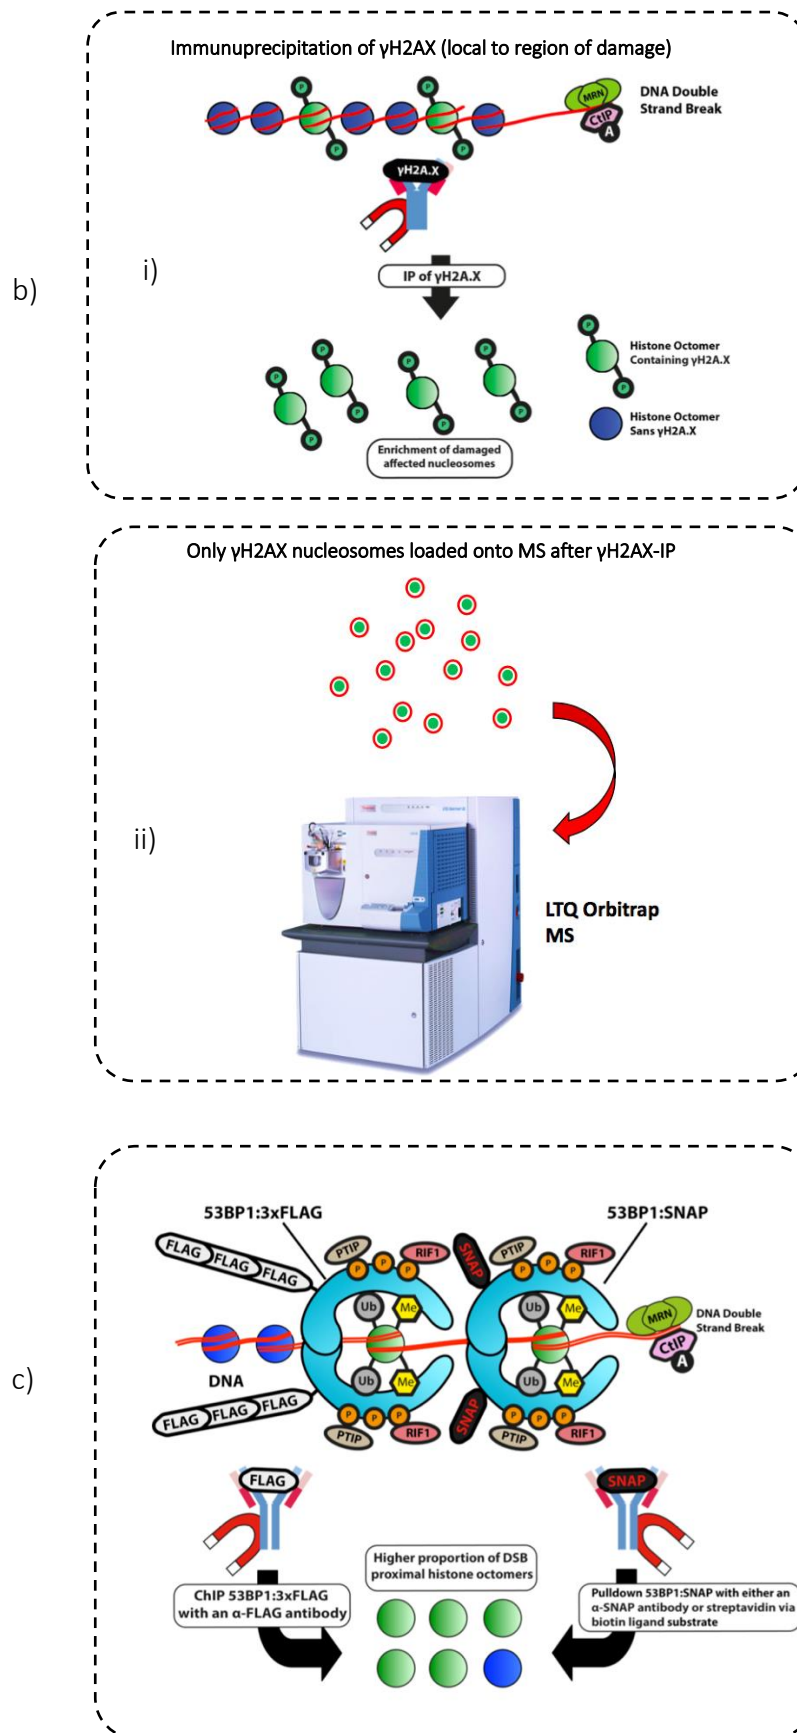 Immunuprecipitation of γH2AX (local to region of damage)
P
P
P
P
MRN
CtIP
A
DNA Double
Strand Break
γH2A.X
b)
i)
IP of γH2A.X
P
P
P
P
P
P
P
P
P
P
Histone Octomer
Containing γH2A.X
Histone Octomer
Sans γH2A.X
Enrichment of damaged
affected nucleosomes
Only γH2AX nucleosomes loaded onto MS after γH2AX-IP
ii)
LTQ Orbitrap
MS
c)
53BP1:3xFLAG
53BP1:SNAP
FLAG
FLAG
FLAG
PTIP
P
P
P
RIF1
SNAP
PTIP
P
P
P
RIF1
Ub
Me
Ub
Me
MRN
CtIP
A
DNA Double
Strand Break
DNA
Ub
Me
Ub
Me
FLAG
FLAG
FLAG
PTIP
P
P
P
RIF1
SNAP
PTIP
P
P
P
RIF1
FLAG
SNAP
Higher proportion of DSB
proximal histone octomers
ChIP 53BP1:3xFLAG
with an α-FLAG antibody
Pulldown 53BP1:SNAP with either an
α-SNAP antibody or streptavidin via
biotin ligand substrate